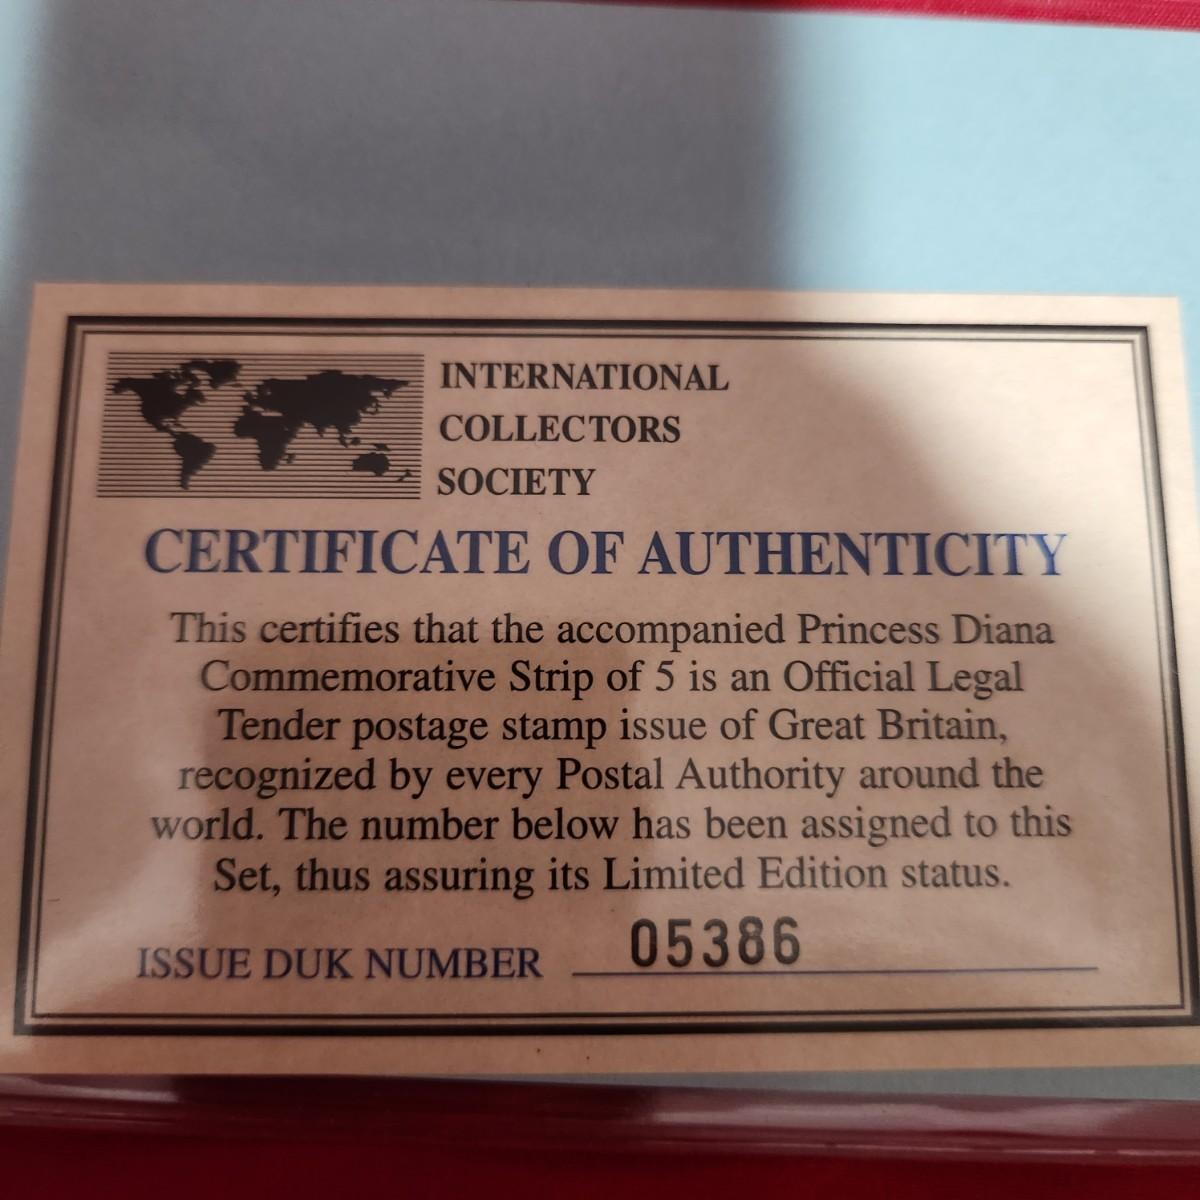 INTERNATIONAL
COLLECTORS
SOCIETY
CERTIFICATE OF AUTHENTICITY
This certifies that the accompanied Princess Diana
Commemorative Strip of 5 is an Official Legal
Tender postage stamp issue of Great Britain,
recognized by every Postal Authority around the
world. The number below has been assigned to this
Set, thus assuring its Limited Edition status.
ISSUE DUK NUMBER 05386